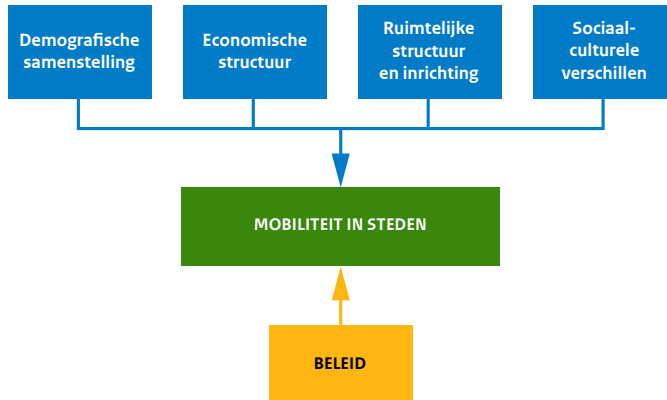 Demografische
samenstelling
Economische
structuur
Ruimtelijke
structuur
en inrichting
Sociaal-
culturele
verschillen
MOBILITEIT IN STEDEN
BELEID